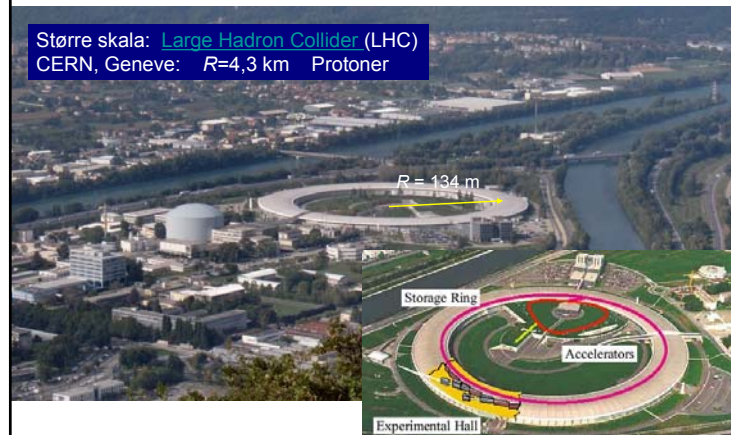 Større skala: Large Hadron Collider (LHC)
CERN, Geneve: R=4,3 km Protoner
R = 134 m
Storage Ring
Accelerators
Experimental Hall